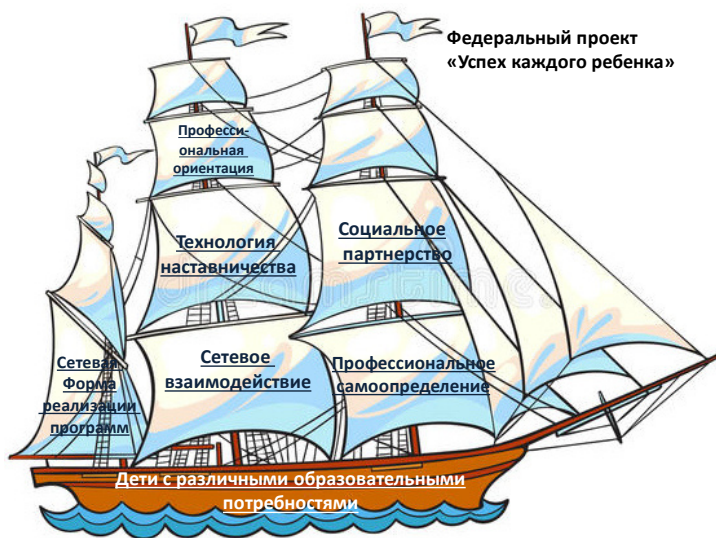 Федеральный проект
«Успех каждого ребенка»
Професси-
ональная
ориентация
Технология
наставничества
Социальное
партнерство
Сетевая
Форма
реализации
программ
Сетевое
взаимодействие
Профессиональное
самоопределение
Дети с различными образовательными
потребностями